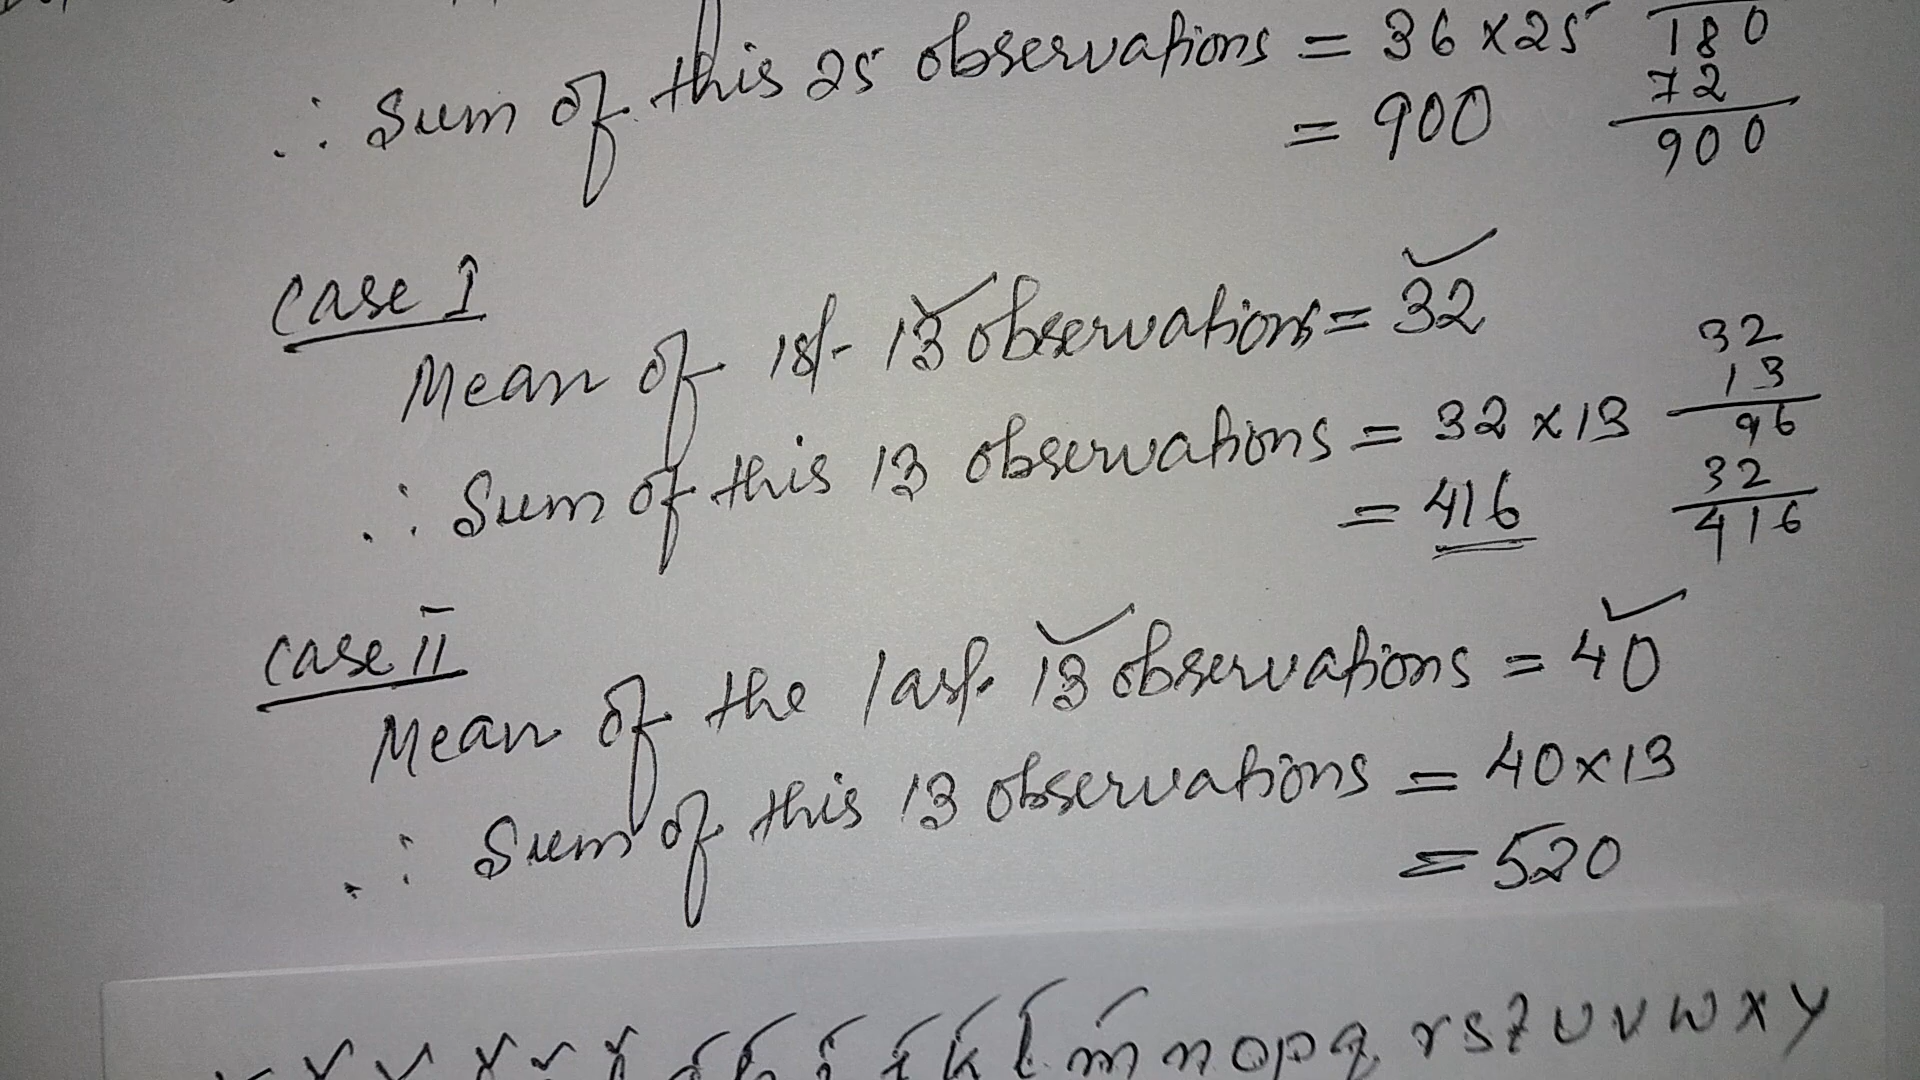 ∴ Sum of this 25 observations = 36 x 25
= 900
180
72
900
case I
Mean of 1st 13 observations = 32
∴ Sum of this 13 observations = 32 x 13
= 416
32
13
96
32
416
case II
Mean of the last 13 observations = 40
∴ Sum of this 13 observations = 40 x 13
= 520
k l m n o p q r s t u v w x y